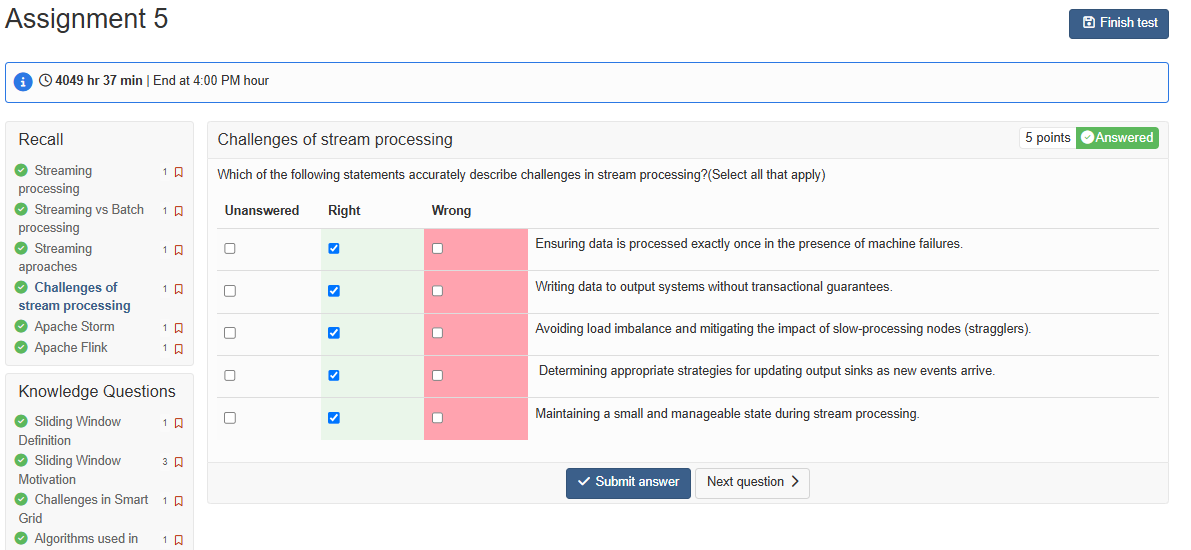 Assignment 5
Finish test
4049 hr 37 min | End at 4:00 PM hour
Recall
Streaming processing 1
Streaming vs Batch processing 1
Streaming aproaches 1
Challenges of stream processing 1
Apache Storm 1
Apache Flink 1
Knowledge Questions
Sliding Window Definition 1
Sliding Window Motivation 3
Challenges in Smart Grid 1
Algorithms used in 1
Challenges of stream processing
5 points Answered
Which of the following statements accurately describe challenges in stream processing?(Select all that apply)
Unanswered Right Wrong
Ensuring data is processed exactly once in the presence of machine failures.
Writing data to output systems without transactional guarantees.
Avoiding load imbalance and mitigating the impact of slow-processing nodes (stragglers).
Determining appropriate strategies for updating output sinks as new events arrive.
Maintaining a small and manageable state during stream processing.
Submit answer
Next question